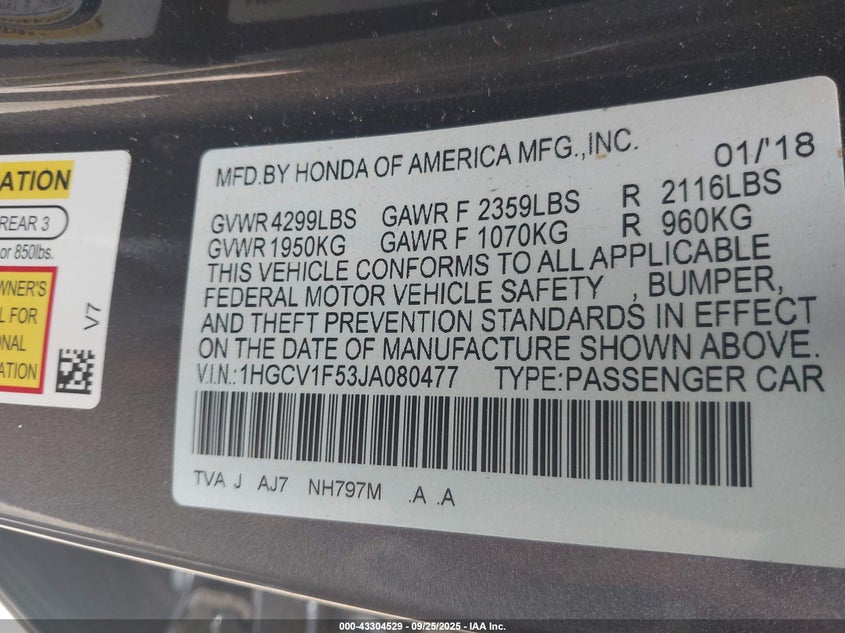 ATION
REAR 3
or 850lbs.
WNER'S
L FOR
ONAL
MATION
V7
MFD.BY HONDA OF AMERICA MFG.,INC. 01/'18
GVWR 4299LBS GAWR F 2359LBS R 2116LBS
GVWR 1950KG GAWR F 1070KG R 960KG
THIS VEHICLE CONFORMS TO ALL APPLICABLE
FEDERAL MOTOR VEHICLE SAFETY , BUMPER,
AND THEFT PREVENTION STANDARDS IN EFFECT
ON THE DATE OF MANUFACTURE SHOWN ABOVE.
V.I.N.:1HGCV1F53JA080477 TYPE:PASSENGER CAR
TVA J AJ7 NH797M .A .A
000-43304529 - 09/25/2025 - IAA Inc.